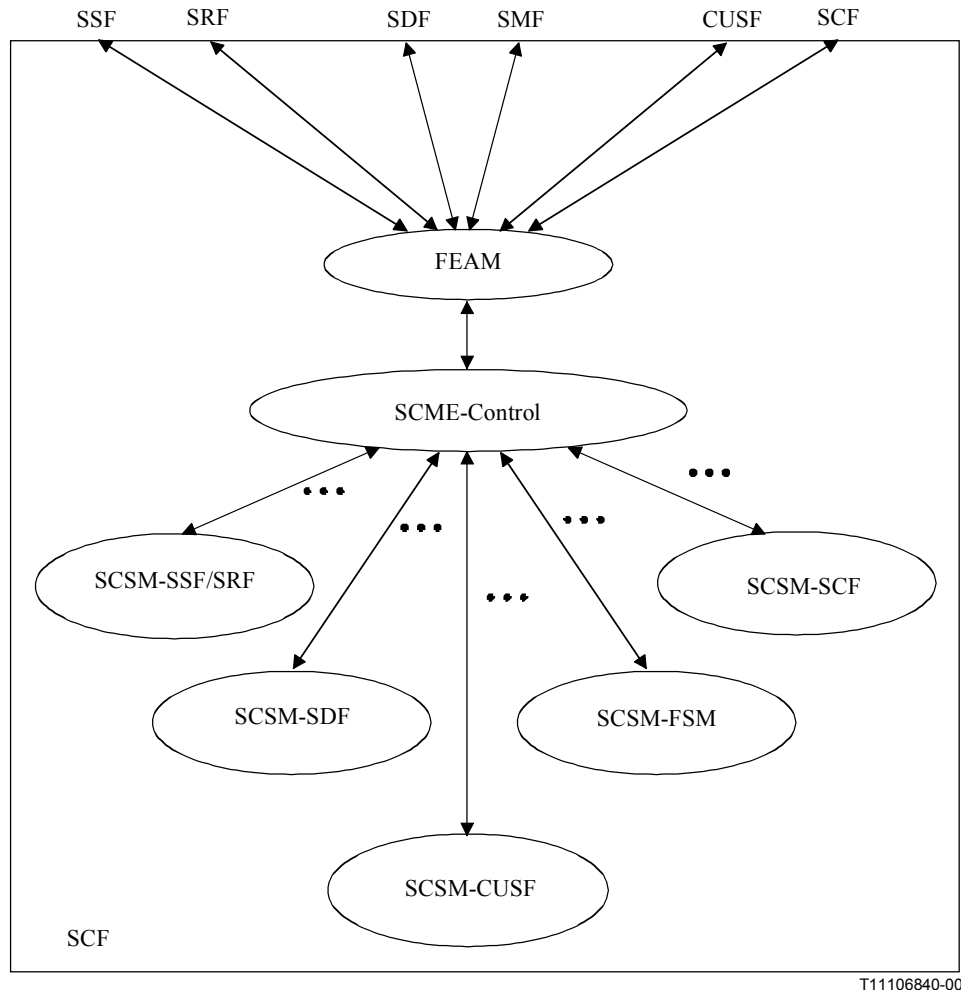 SSF SRF SDF SMF CUSF SCF
FEAM
SCME-Control
SCSM-SSF/SRF
SCSM-SCF
SCSM-SDF
SCSM-FSM
SCSM-CUSF
SCF
T11106840-00